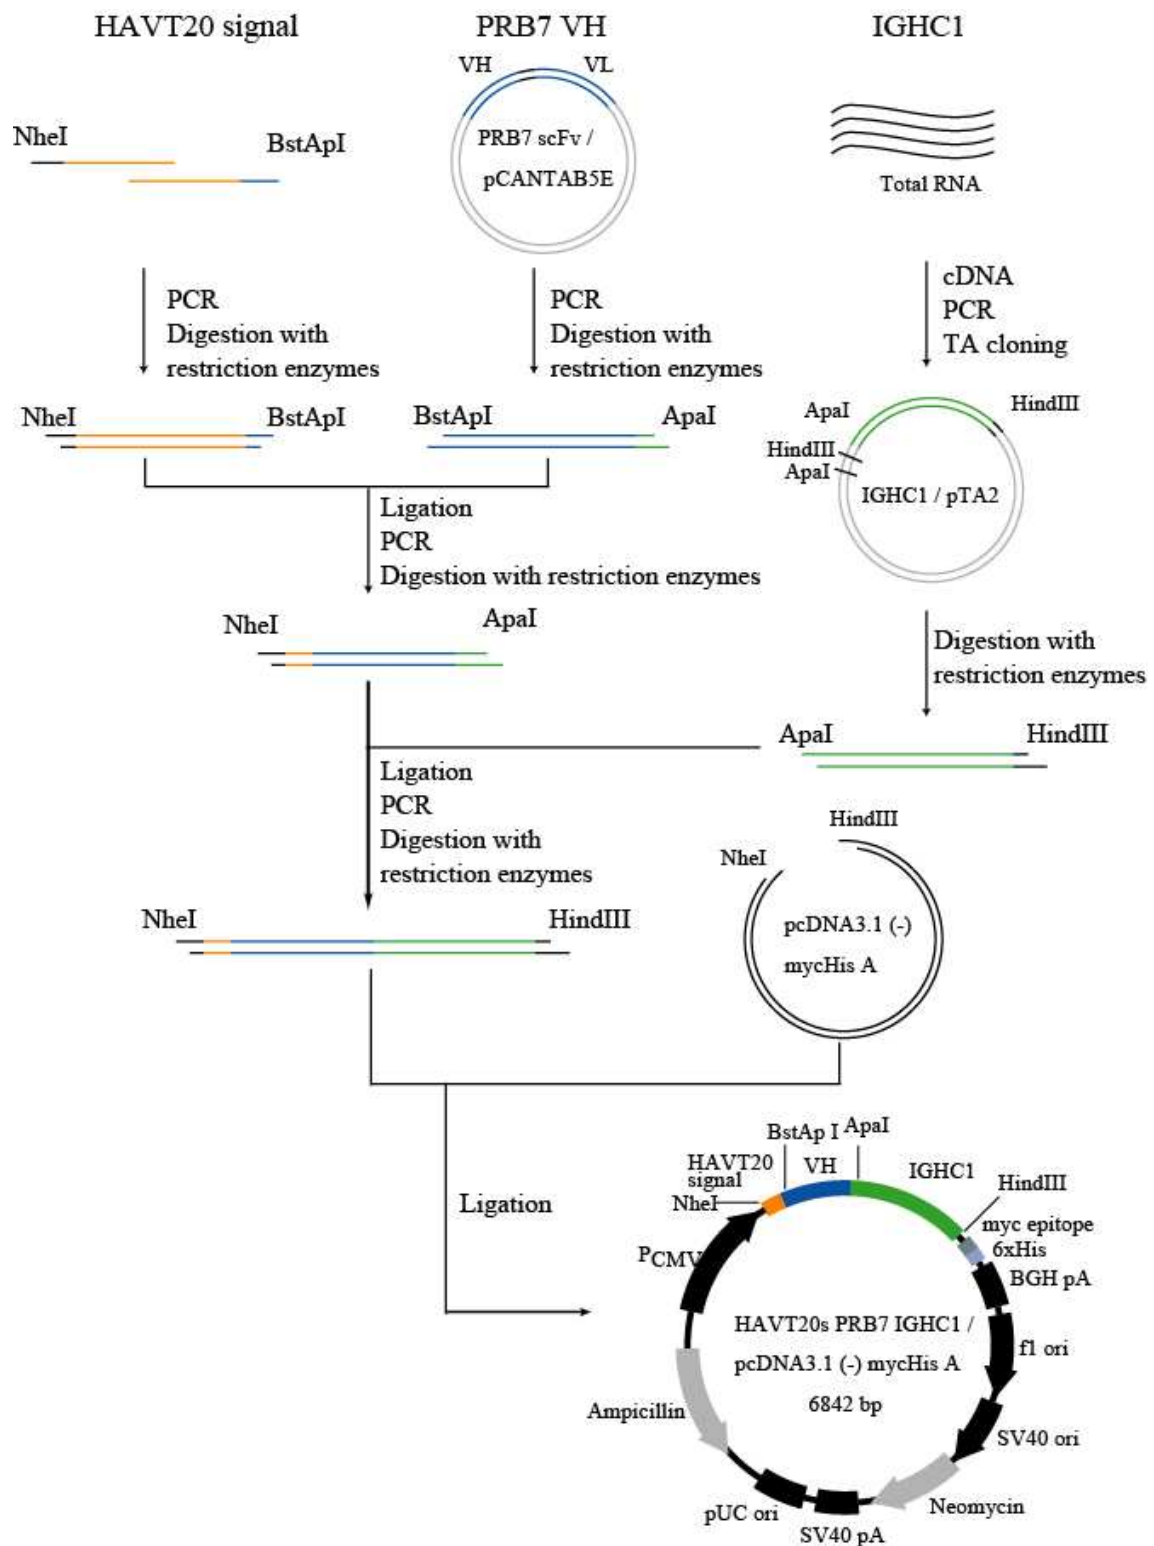 HAVT20 signal
PRB7 VH
IGHC1
VH
VL
NheI
BstApI
PRB7 scFv /
pCANTAB5E
Total RNA
PCR
Digestion with
restriction enzymes
PCR
Digestion with
restriction enzymes
cDNA
PCR
TA cloning
NheI
BstApI
BstApI
ApaI
ApaI
HindIII
HindIII
ApaI
IGHC1 / pTA2
Ligation
PCR
Digestion with restriction enzymes
NheI
ApaI
Digestion with
restriction enzymes
ApaI
HindIII
Ligation
PCR
Digestion with
restriction enzymes
HindIII
NheI
pcDNA3.1 (-)
mycHis A
NheI
HindIII
Ligation
BstAp I
ApaI
HAVT20
signal
VH
IGHC1
NheI
HindIII
myc epitope
6xHis
PCMV
BGH pA
HAVT20s PRB7 IGHC1 /
pcDNA3.1 (-) mycHis A
6842 bp
f1 ori
Ampicillin
SV40 ori
Neomycin
pUC ori
SV40 pA